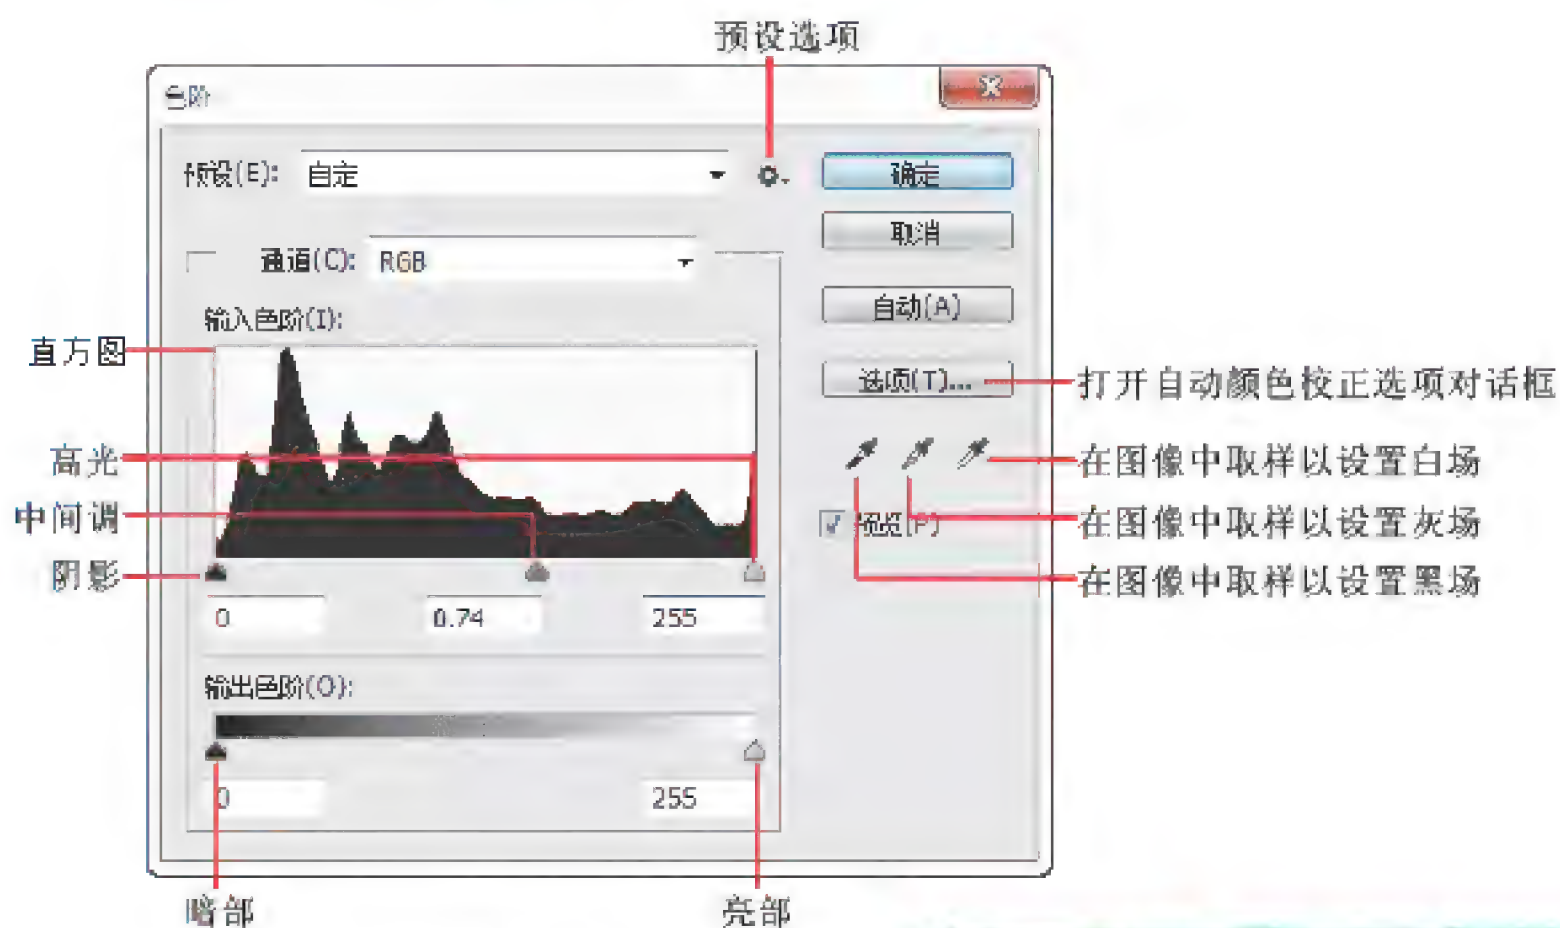 预设选项
色阶
预设(E): 自定
确定
取消
通道(C): RGB
自动(A)
输入色阶(I):
直方图
选项(T)...
打开自动颜色校正选项对话框
高光
在图像中取样以设置白场
中间调
预览(P)
在图像中取样以设置灰场
阴影
在图像中取样以设置黑场
0 0.74 255
输出色阶(O):
0 255
暗部 亮部